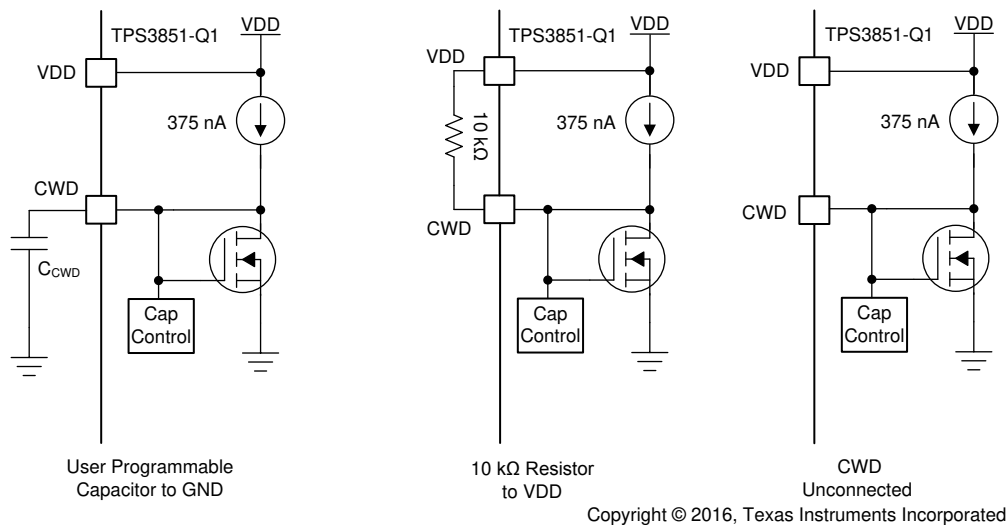 TPS3851-Q1
VDD
VDD
375 nA
CWD
CCWD
Cap
Control
User Programmable
Capacitor to GND
TPS3851-Q1
VDD
VDD
10 kΩ
375 nA
CWD
Cap
Control
10 kΩ Resistor
to VDD
TPS3851-Q1
VDD
VDD
375 nA
CWD
Cap
Control
CWD
Unconnected
Copyright © 2016, Texas Instruments Incorporated